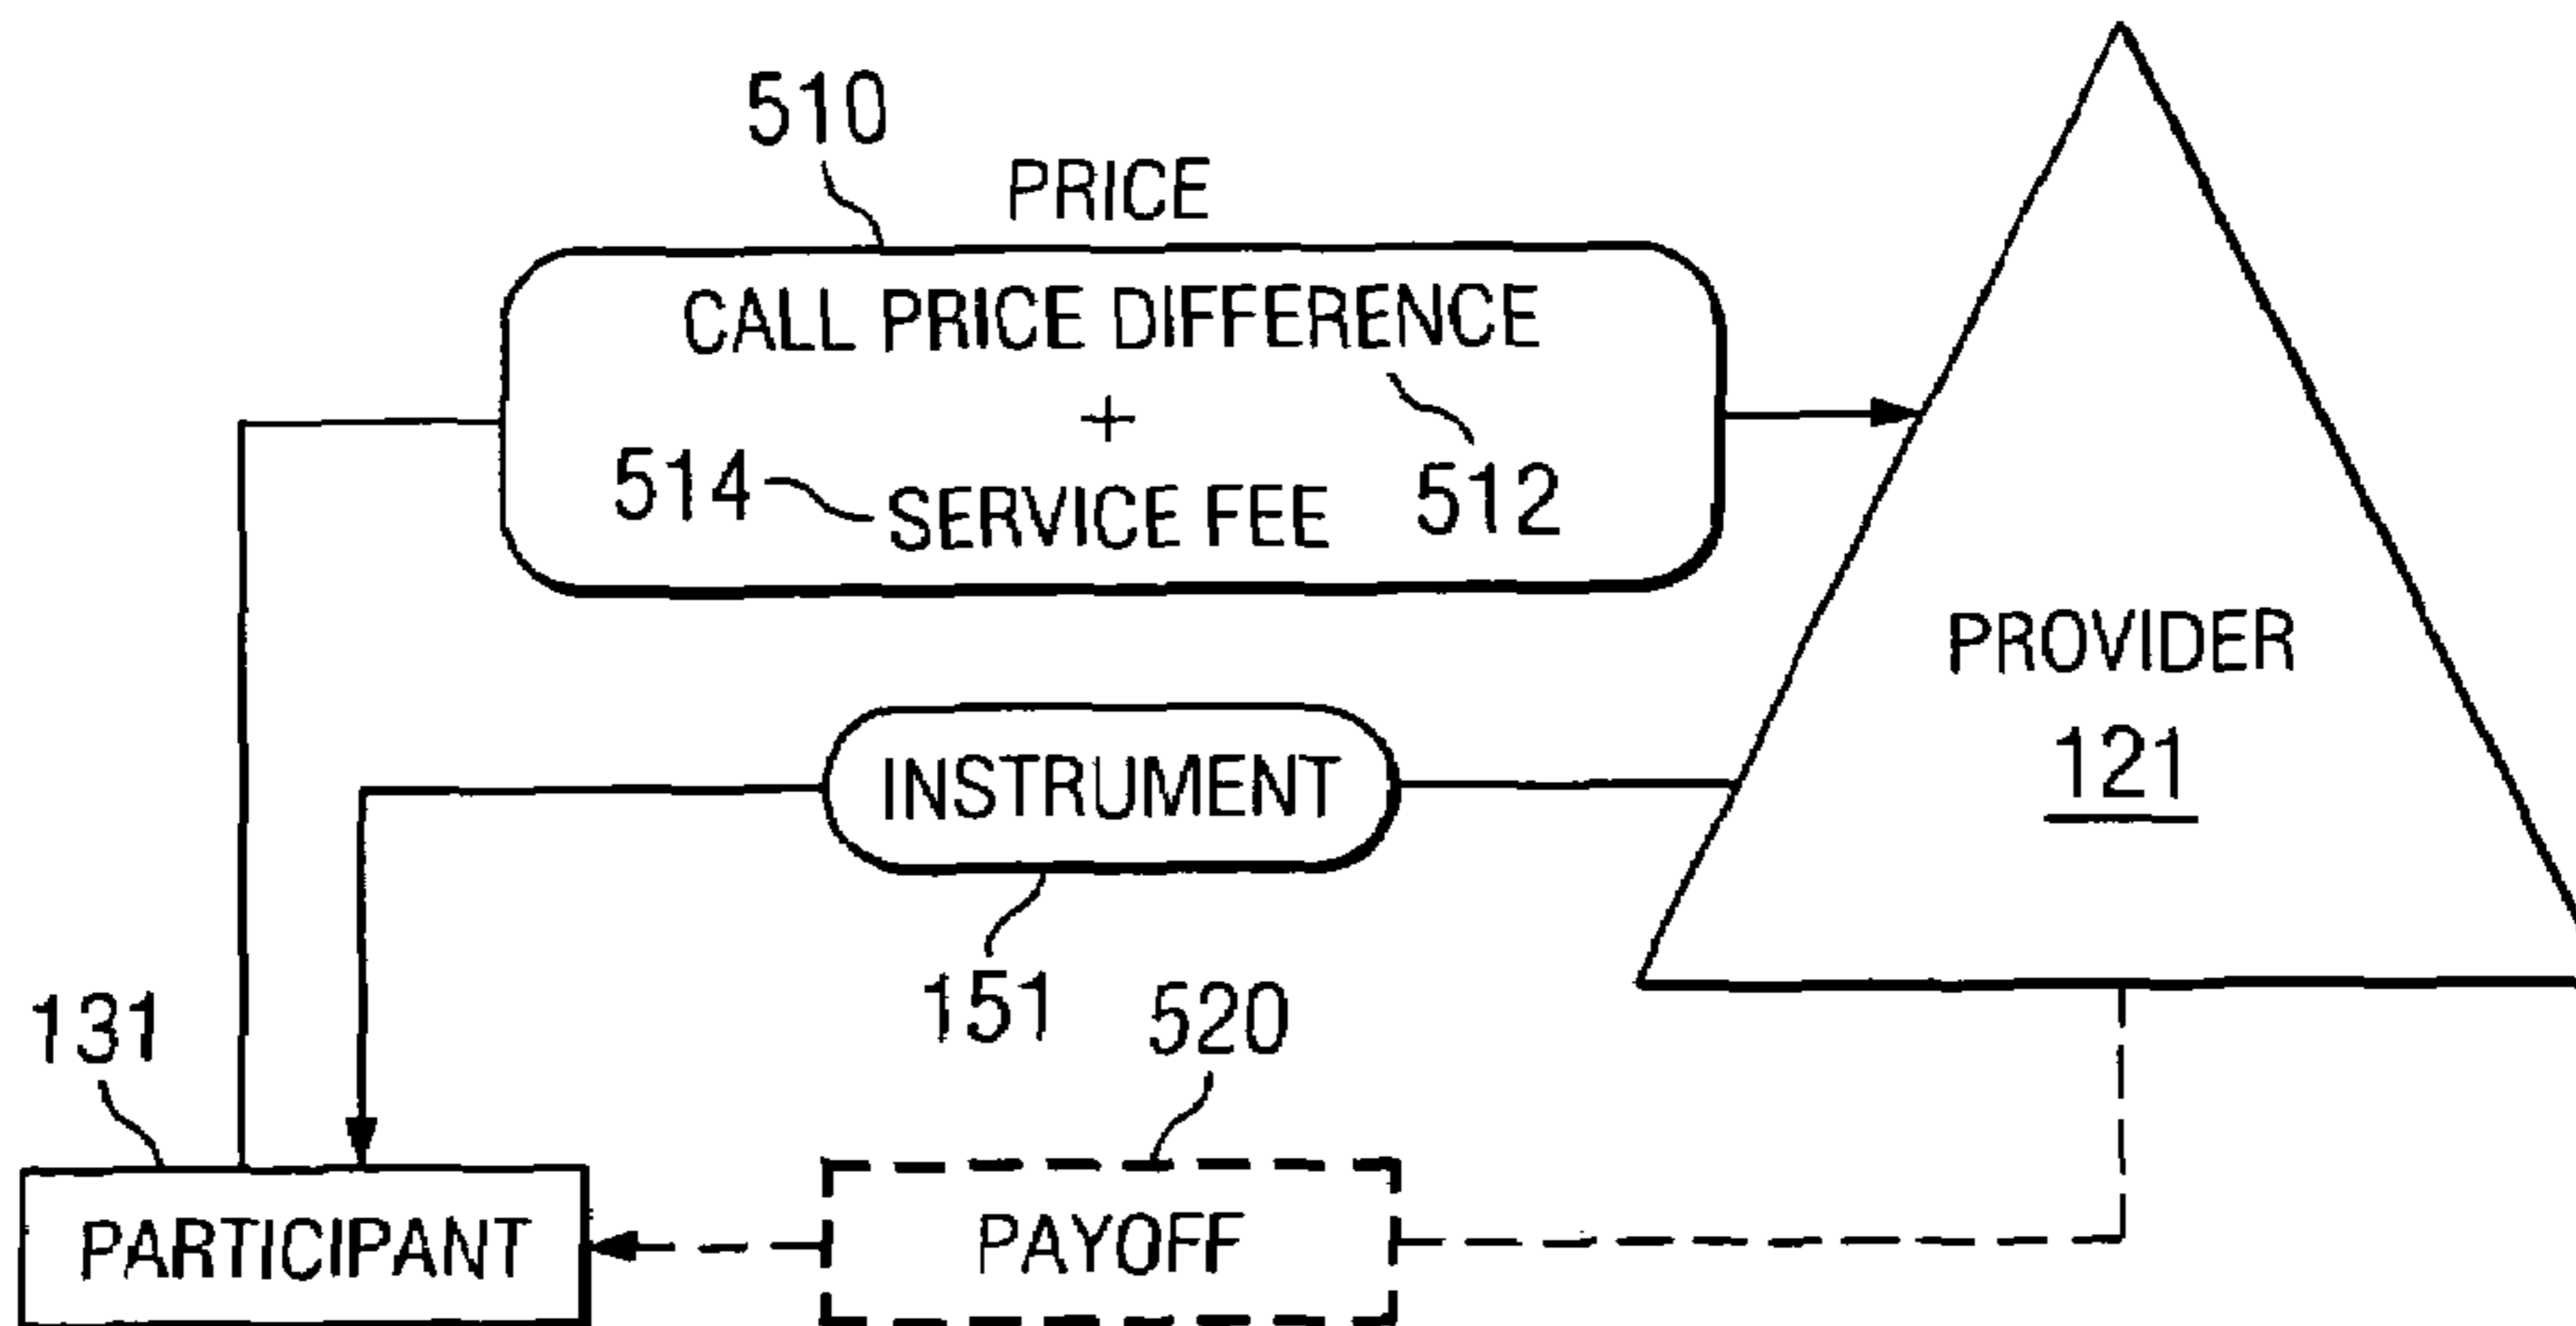 510
PRICE
CALL PRICE DIFFERENCE
+
512
514
SERVICE FEE
PROVIDER
121
INSTRUMENT
151
520
131
PARTICIPANT
PAYOFF